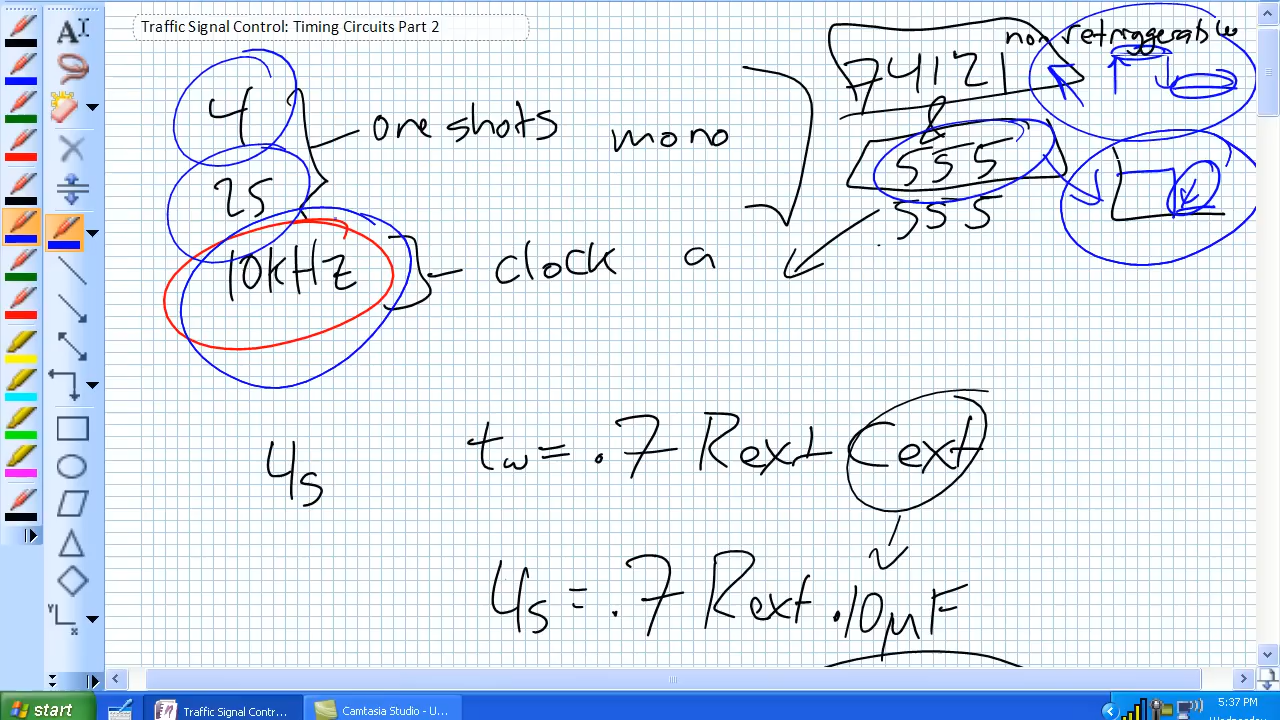 Traffic Signal Control: Timing Circuits Part 2
non retriggerable
74121
4
one shots mono
&
555
25
555
10kHz
clock a
4s
tw = .7 Rext Cext
4s = .7 Rext .10μF
start
Traffic Signal Contr...
Camtasia Studio - U...
5:37 PM